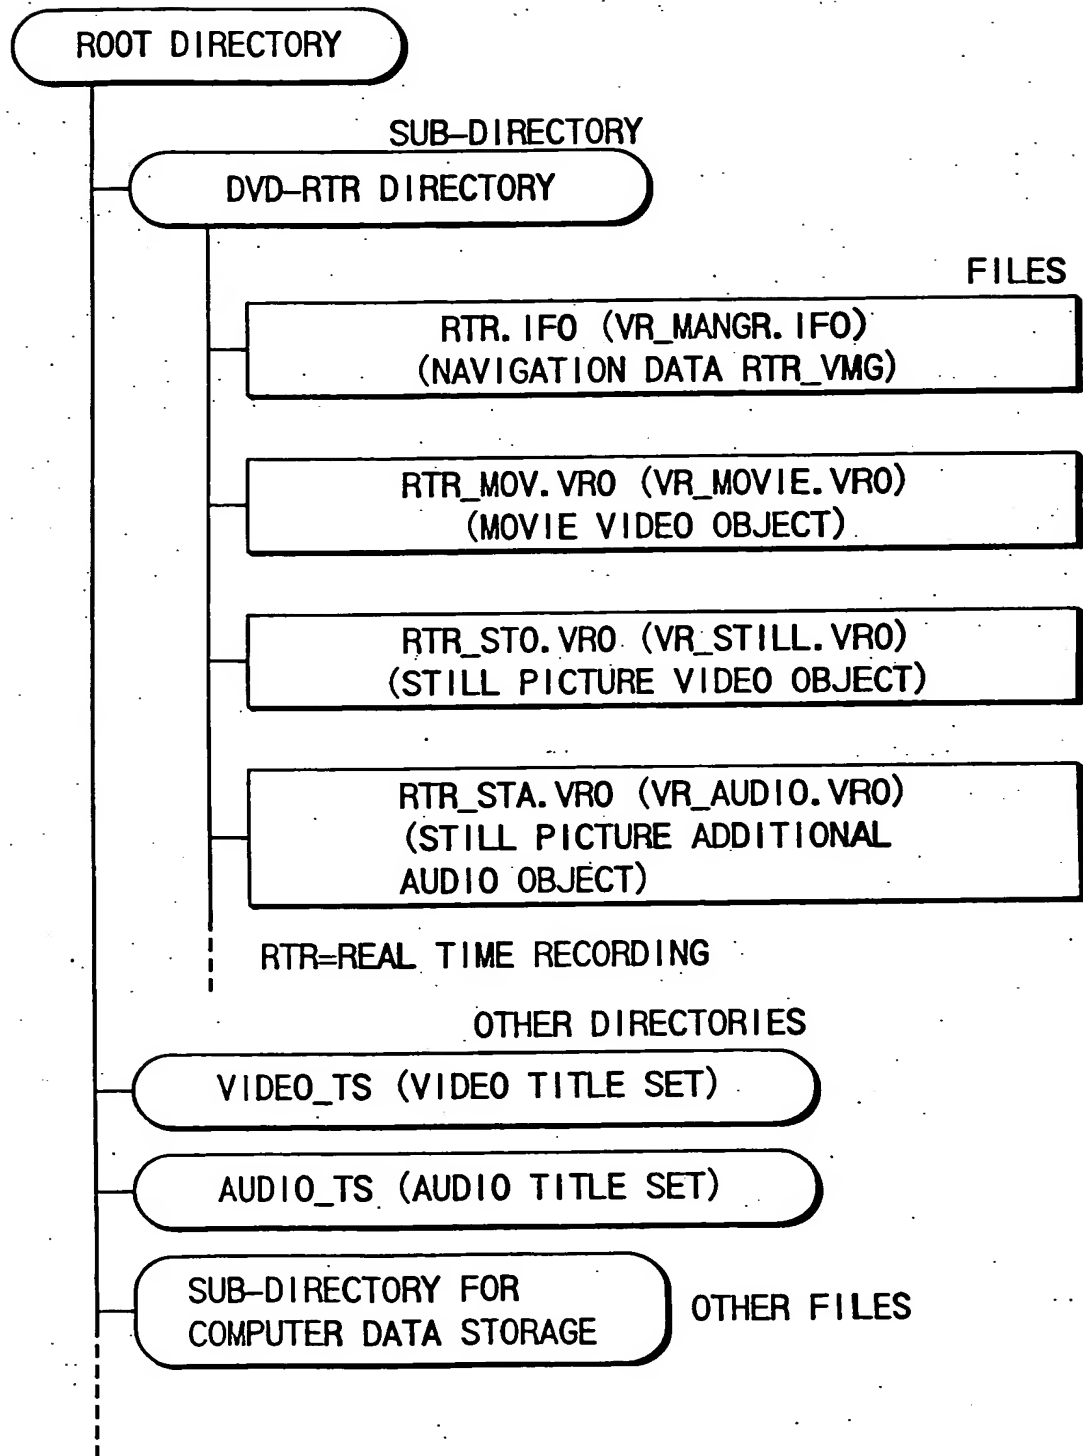 ROOT DIRECTORY
SUB-DIRECTORY
DVD-RTR DIRECTORY
FILES
RTR.IFO (VR_MANGR.IFO)
(NAVIGATION DATA RTR_VMG)
RTR_MOV.VRO (VR_MOVIE.VRO)
(MOVIE VIDEO OBJECT)
RTR_STO.VRO (VR_STILL.VRO)
(STILL PICTURE VIDEO OBJECT)
RTR_STA.VRO (VR_AUDIO.VRO)
(STILL PICTURE ADDITIONAL
AUDIO OBJECT)
RTR=REAL TIME RECORDING
OTHER DIRECTORIES
VIDEO_TS (VIDEO TITLE SET)
AUDIO_TS (AUDIO TITLE SET)
SUB-DIRECTORY FOR
COMPUTER DATA STORAGE
OTHER FILES